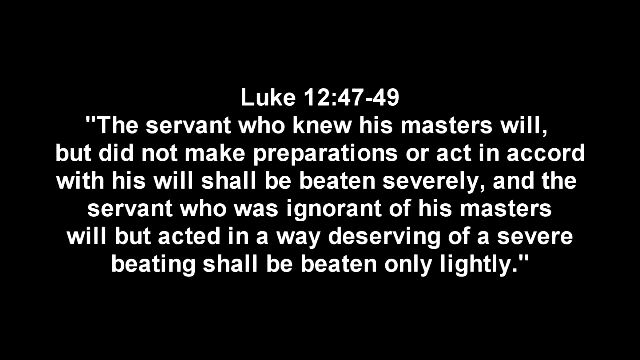 Luke 12:47-49
"The servant who knew his masters will,
but did not make preparations or act in accord
with his will shall be beaten severely, and the
servant who was ignorant of his masters
will but acted in a way deserving of a severe
beating shall be beaten only lightly."